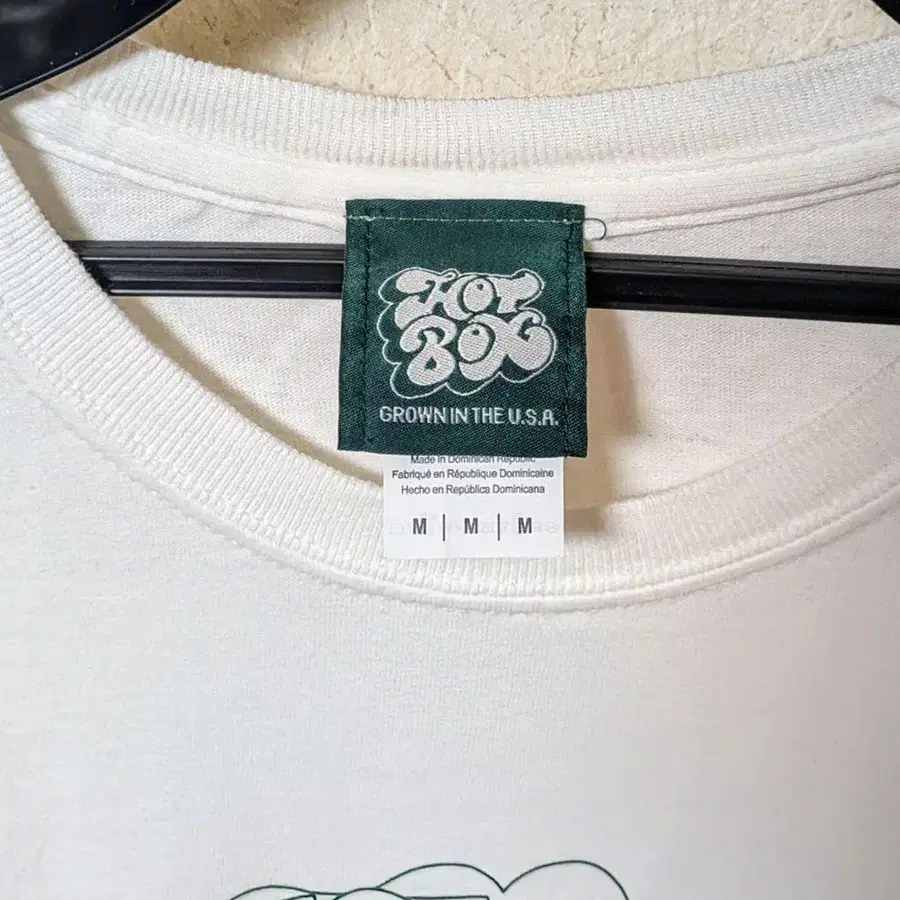 HOT
BOX
GROWN IN THE U.S.A.
Made in Dominican Republic
Fabriqué en République Dominicaine
Hecho en República Dominicana
M | M | M